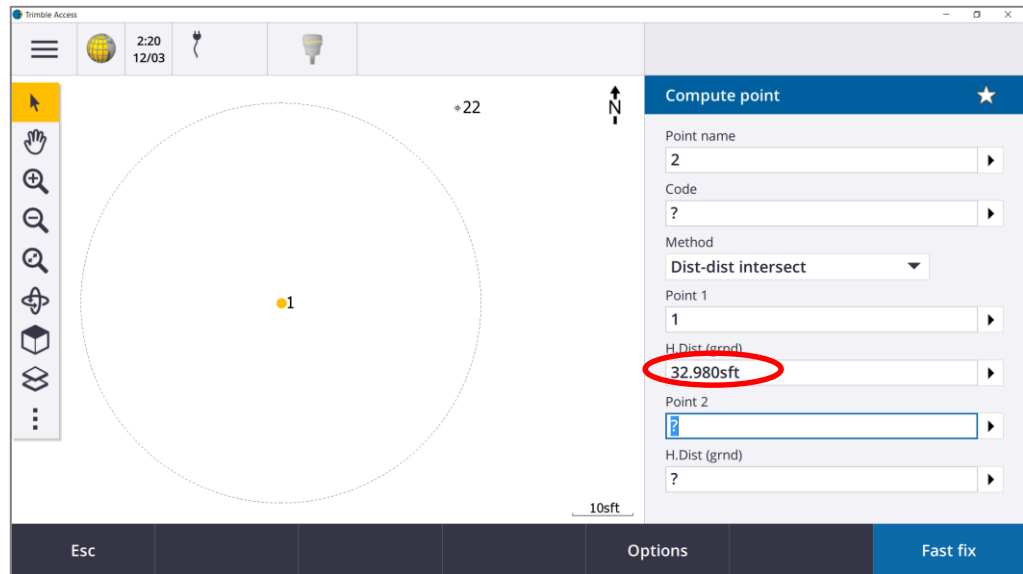 Trimble Access
2:20
12/03
22
N
1
10sft
Compute point
Point name
2
Code
?
Method
Dist-dist intersect
Point 1
1
H.Dist (grnd)
32.980sft
Point 2
?
H.Dist (grnd)
?
Esc
Options
Fast fix